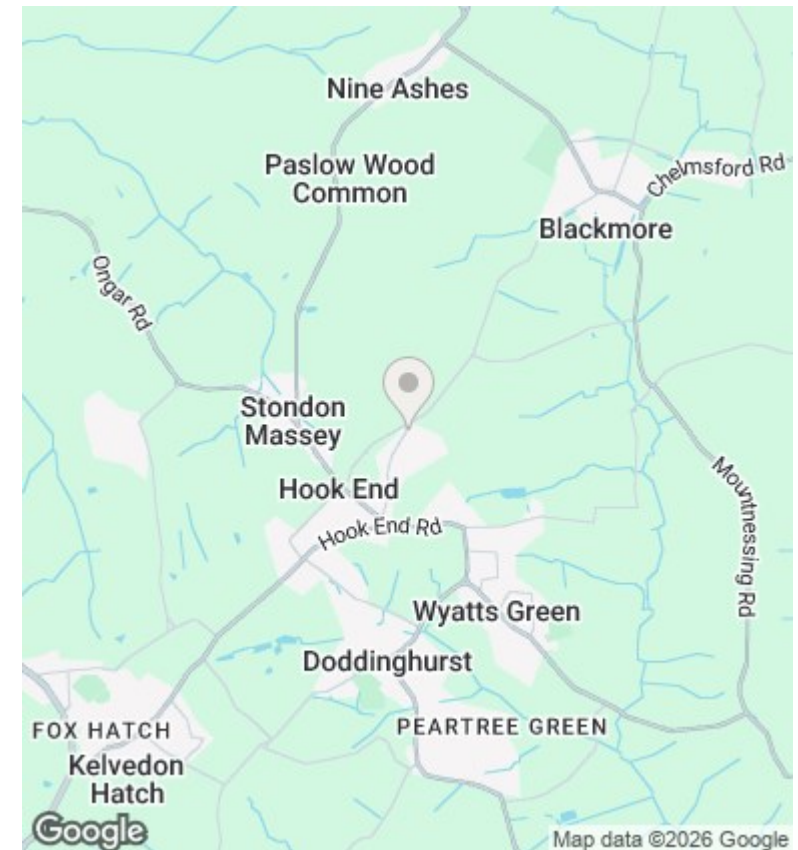 Nine Ashes
Paslow Wood
Common
Chelmsford Rd
Blackmore
Ongar Rd
Stondon
Massey
Hook End
Hook End Rd
Mountnessing Rd
Wyatts Green
Doddinghurst
FOX HATCH
PEARTREE GREEN
Kelvedon
Hatch
Google
Map data ©2026 Google